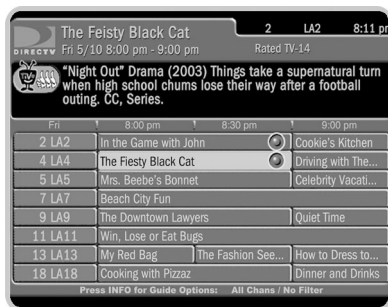 The Feisty Black Cat 2 LA2 8:11 pm
DIRECTV Fri 5/10 8:00 pm - 9:00 pm Rated TV-14
"Night Out" Drama (2003) Things take a supernatural turn
when high school chums lose their way after a football
outing. CC, Series.
Fri 8:00 pm 8:30 pm 9:00 pm
2 LA2 In the Game with John Cookie's Kitchen
4 LA4 The Fiesty Black Cat Driving with The...
5 LA5 Mrs. Beebe's Bonnet Celebrity Vacati...
7 LA7 Beach City Fun
9 LA9 The Downtown Lawyers Quiet Time
11 LA11 Win, Lose or Eat Bugs
13 LA13 My Red Bag The Fashion See... How to Dress to...
18 LA18 Cooking with Pizzaz Dinner and Drinks
Press INFO for Guide Options: All Chans / No Filter